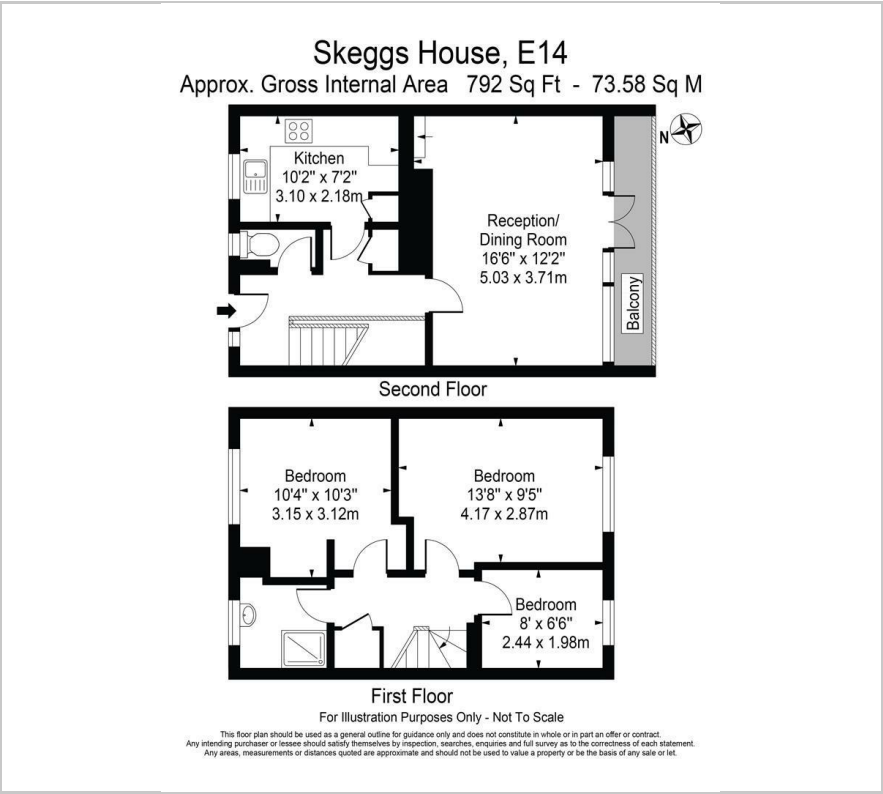 Skeggs House, E14
Approx. Gross Internal Area 792 Sq Ft - 73.58 Sq M
N
Kitchen
10'2" x 7'2"
3.10 x 2.18m
Reception/
Dining Room
16'6" x 12'2"
5.03 x 3.71m
Balcony
Second Floor
Bedroom
10'4" x 10'3"
3.15 x 3.12m
Bedroom
13'8" x 9'5"
4.17 x 2.87m
Bedroom
8' x 6'6"
2.44 x 1.98m
First Floor
For Illustration Purposes Only - Not To Scale
This floor plan should be used as a general outline for guidance only and does not constitute in whole or in part an offer or contract.
Any intending purchaser or lessee should satisfy themselves by inspection, searches, enquiries and full survey as to the correctness of each statement.
Any areas, measurements or distances quoted are approximate and should not be used to value a property or be the basis of any sale or let.